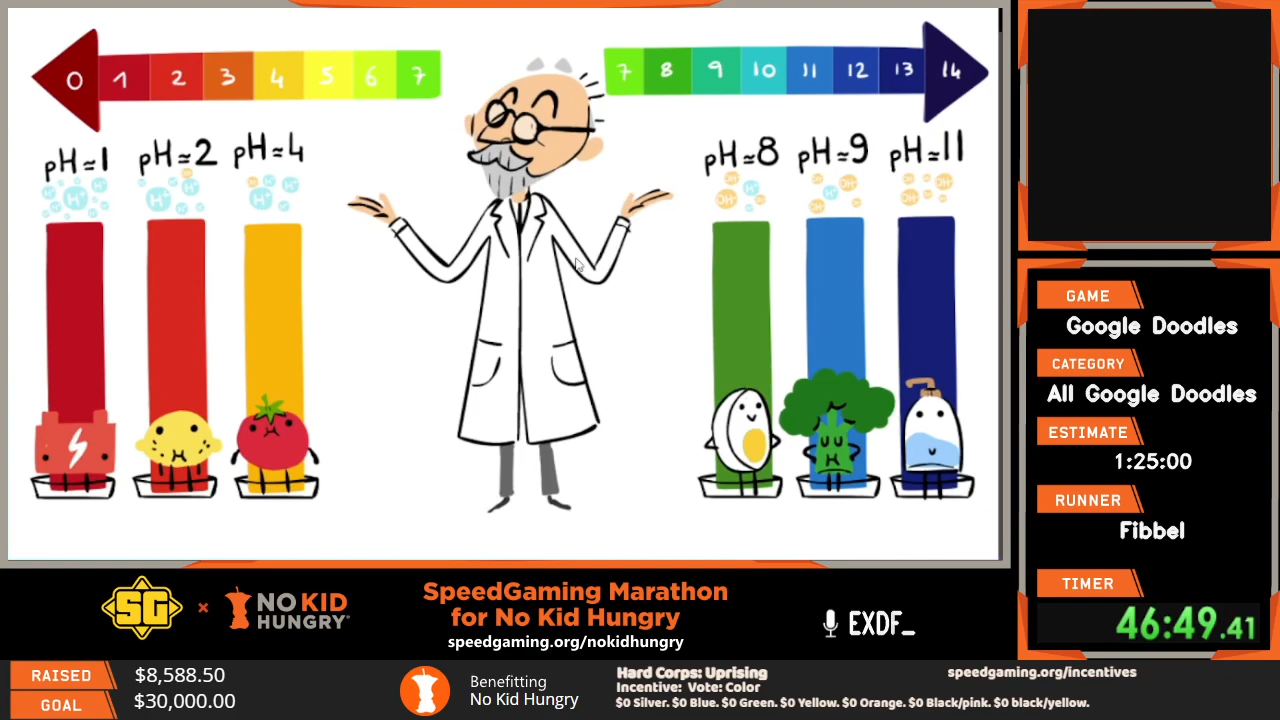 0 1 2 3 4 5 6 7
7 8 9 10 11 12 13 14
pH≃1 pH≃2 pH≃4
pH≃8 pH≃9 pH≃11
GAME
Google Doodles
CATEGORY
All Google Doodles
ESTIMATE
1:25:00
RUNNER
Fibbel
TIMER
46:49.41
SG × NO KID HUNGRY
SpeedGaming Marathon
for No Kid Hungry
speedgaming.org/nokidhungry
EXDF_
RAISED $8,588.50
GOAL $30,000.00
Benefitting
No Kid Hungry
Hard Corps: Uprising
Incentive: Vote: Color
$0 Silver. $0 Blue. $0 Green. $0 Yellow. $0 Orange. $0 Black/pink. $0 black/yellow.
speedgaming.org/incentives